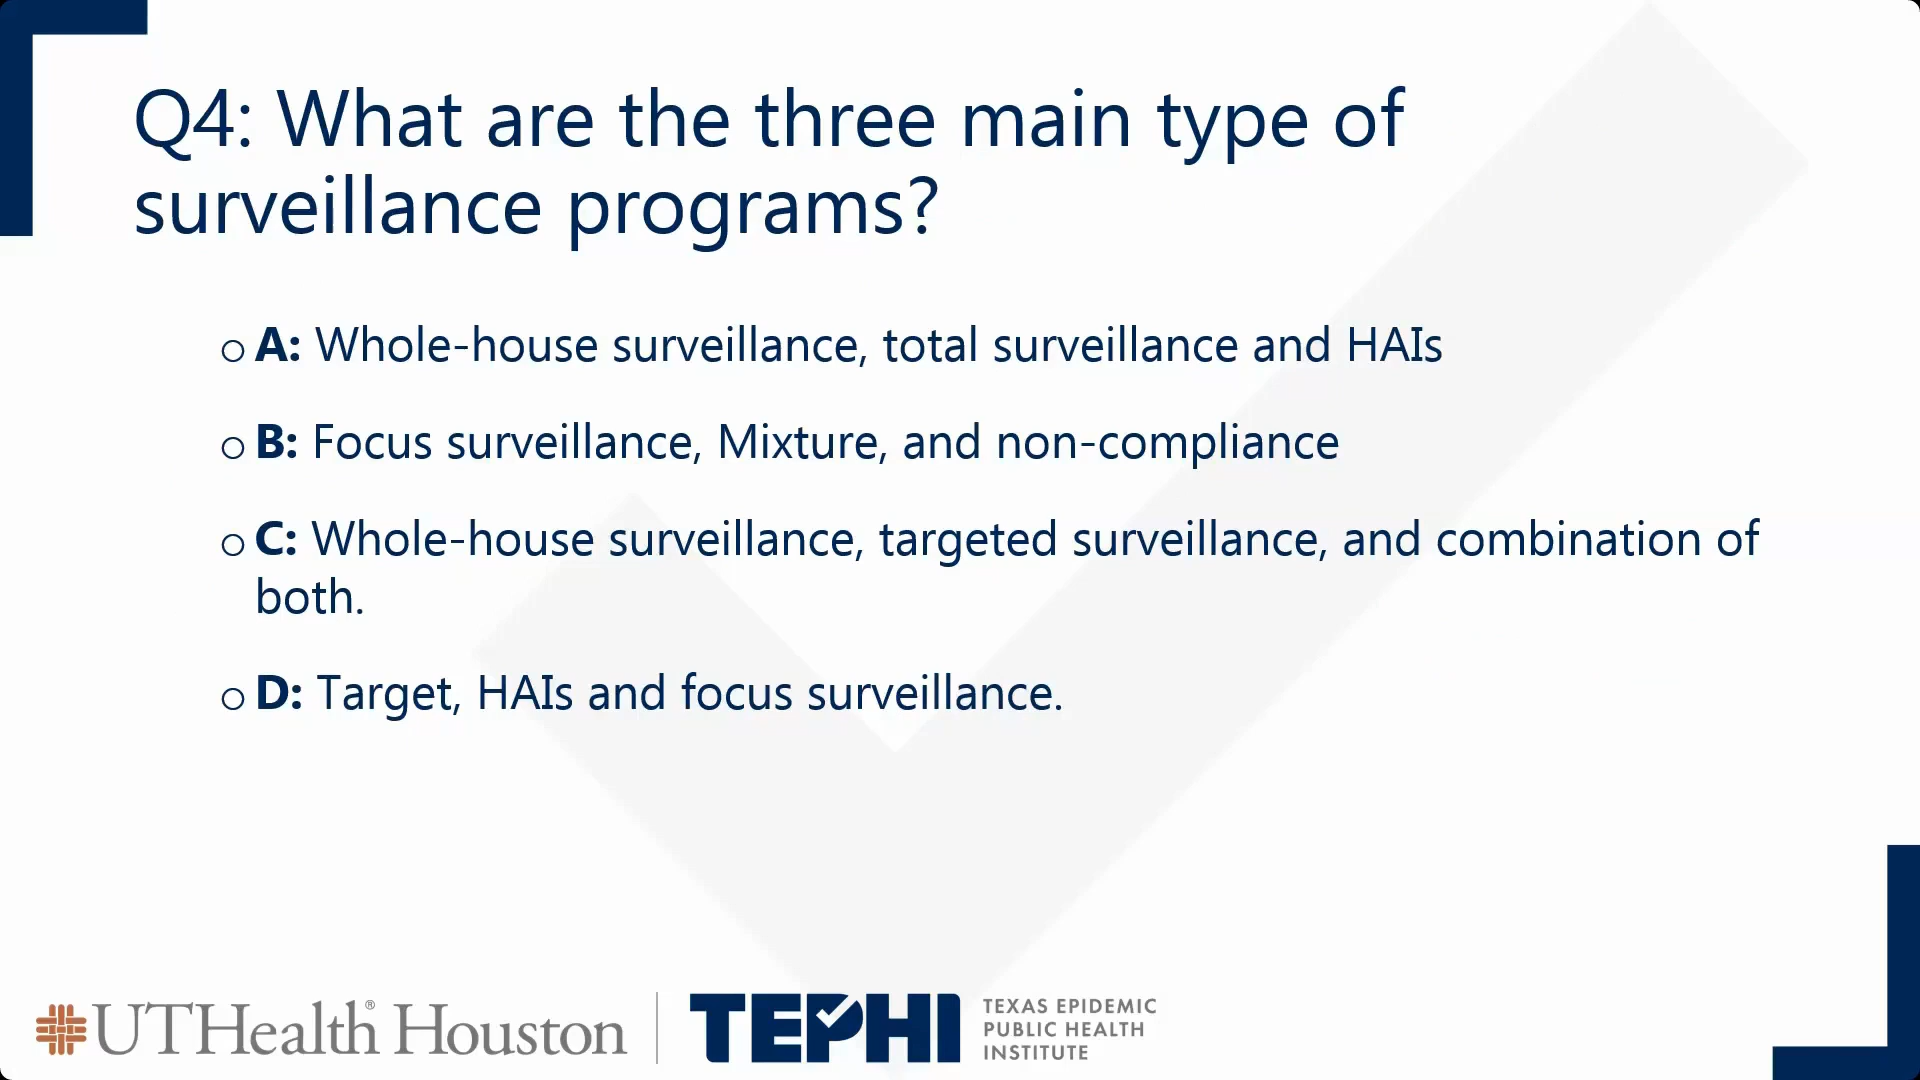 Q4: What are the three main type of
surveillance programs?
○ A: Whole-house surveillance, total surveillance and HAIs
○ B: Focus surveillance, Mixture, and non-compliance
○ C: Whole-house surveillance, targeted surveillance, and combination of
both.
○ D: Target, HAIs and focus surveillance.
UTHealth® Houston
TEPHI
TEXAS EPIDEMIC
PUBLIC HEALTH
INSTITUTE